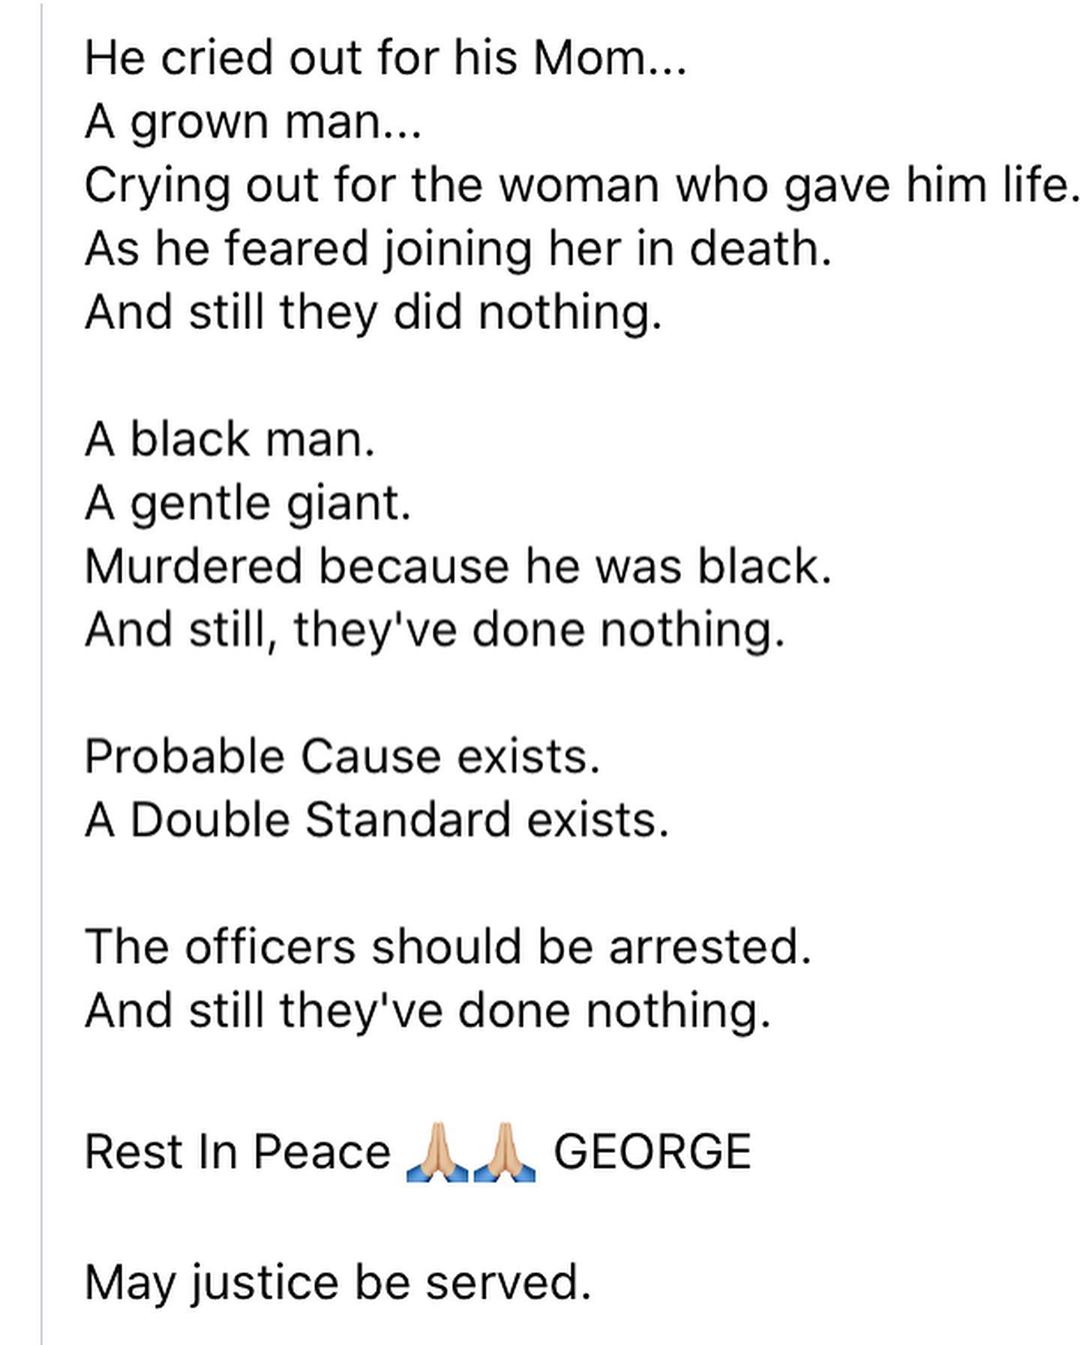 He cried out for his Mom...
A grown man...
Crying out for the woman who gave him life.
As he feared joining her in death.
And still they did nothing.
A black man.
A gentle giant.
Murdered because he was black.
And still, they've done nothing.
Probable Cause exists.
A Double Standard exists.
The officers should be arrested.
And still they've done nothing.
Rest In Peace 🙏🏼🙏🏼 GEORGE
May justice be served.